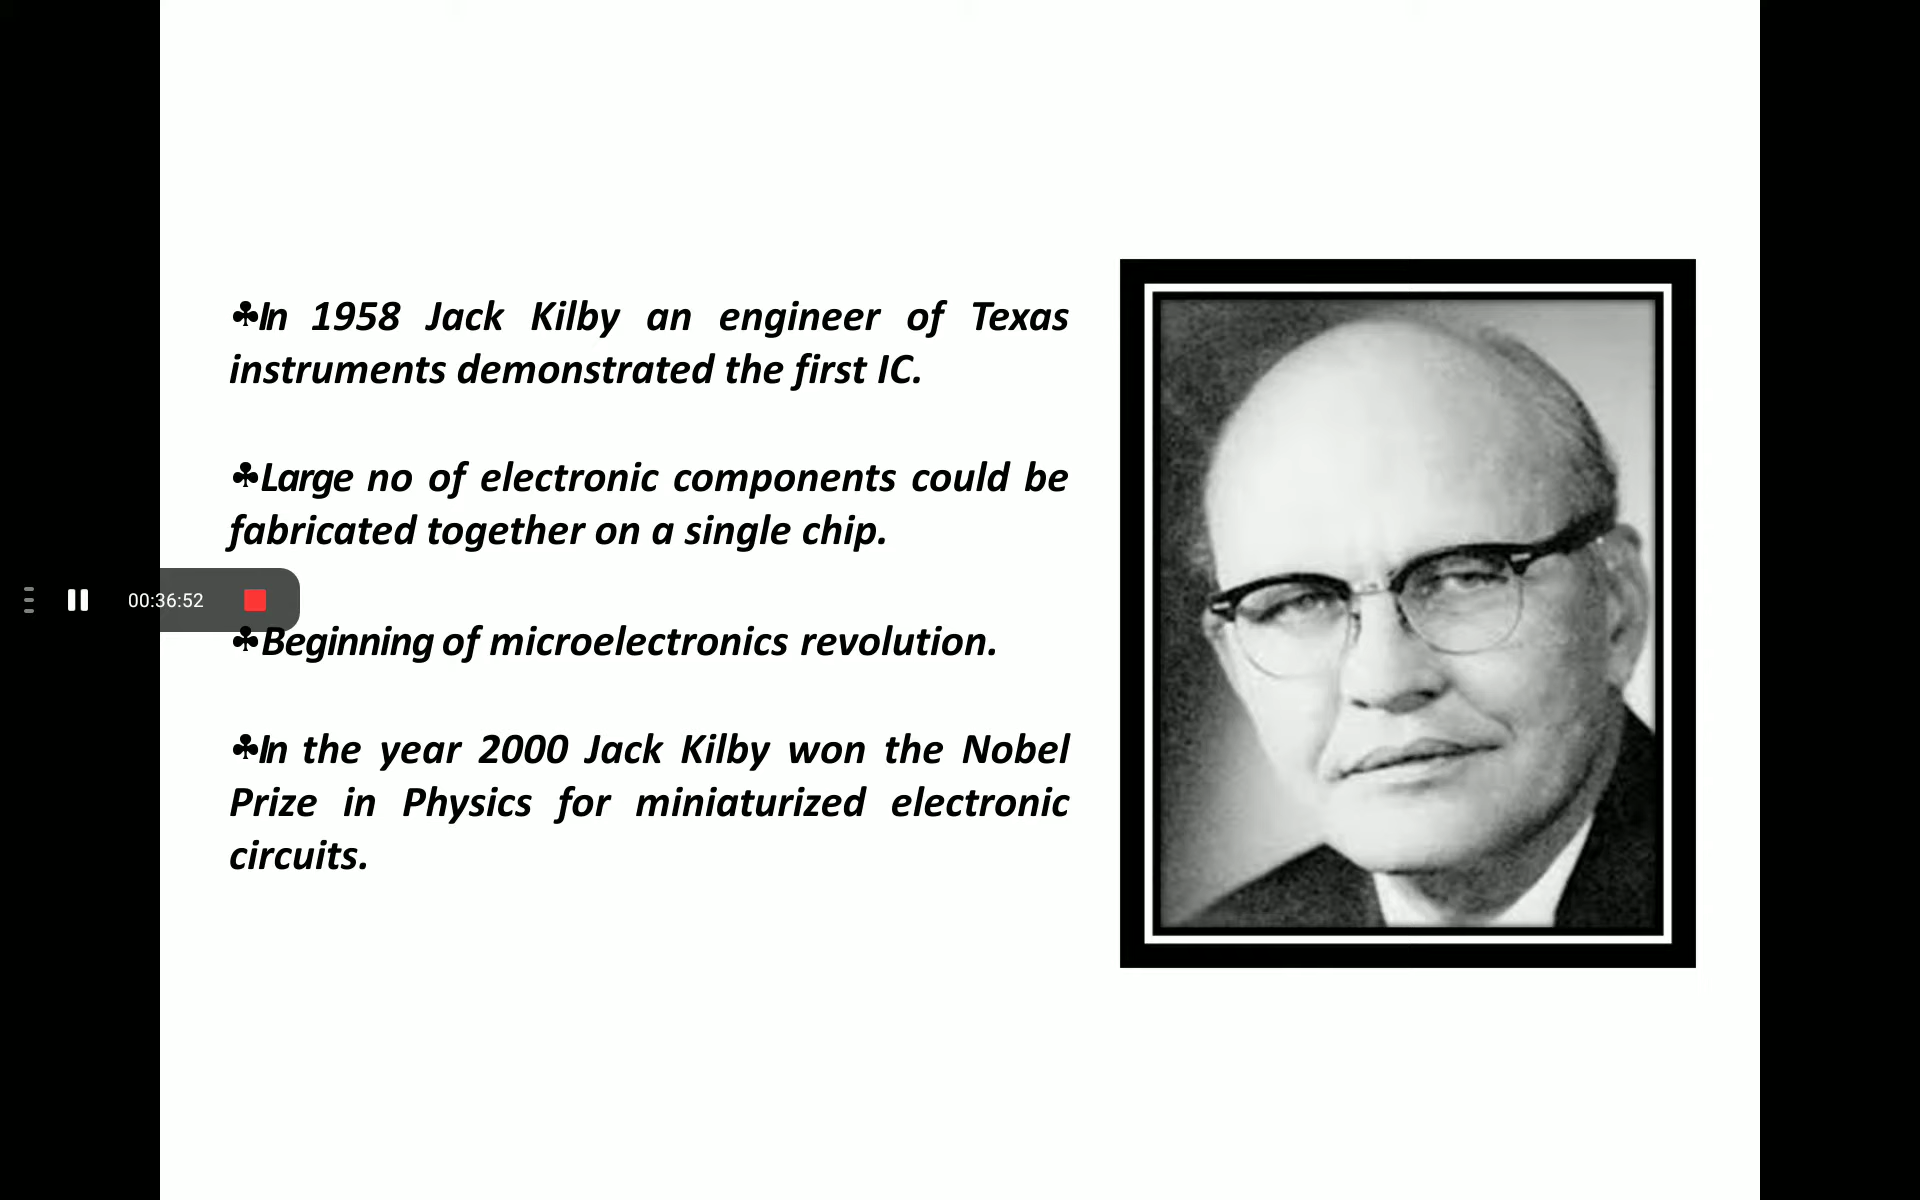 ♣In 1958 Jack Kilby an engineer of Texas
instruments demonstrated the first IC.
♣Large no of electronic components could be
fabricated together on a single chip.
00:36:52
♣Beginning of microelectronics revolution.
♣In the year 2000 Jack Kilby won the Nobel
Prize in Physics for miniaturized electronic
circuits.